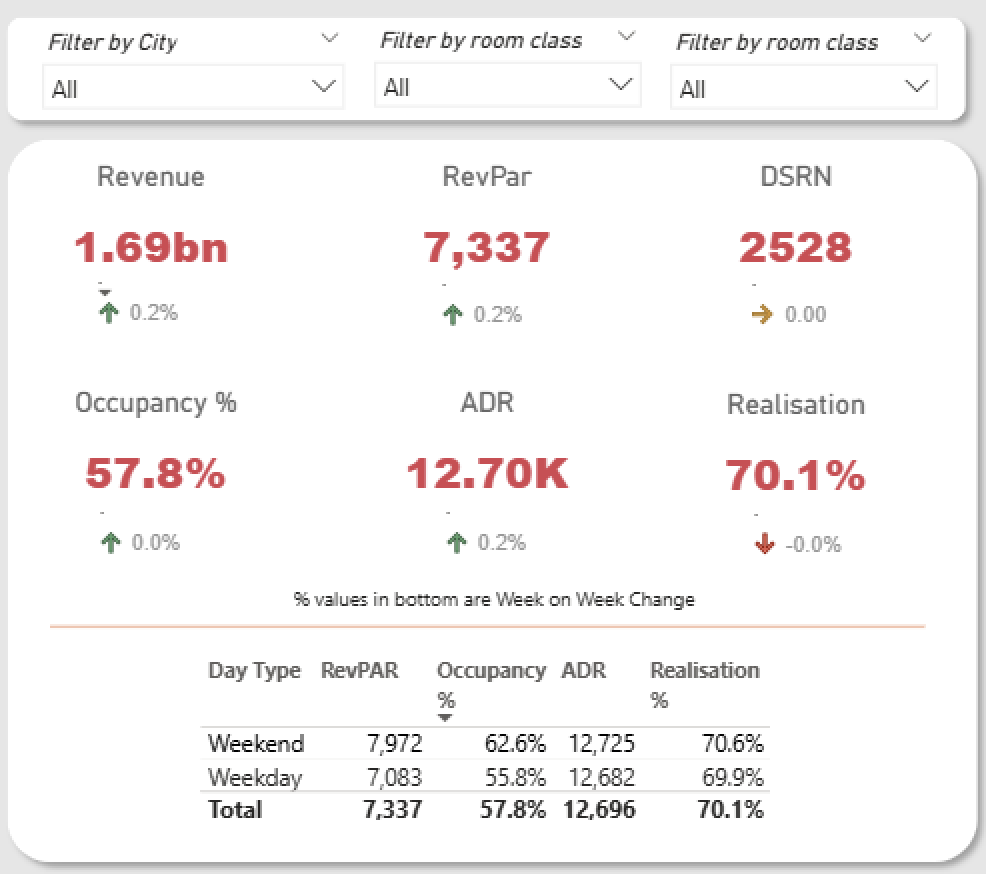 Filter by City
Filter by room class
Filter by room class
All
All
All
Revenue
RevPar
DSRN
1.69bn
7,337
2528
-
-
-
0.2%
0.2%
0.00
Occupancy %
ADR
Realisation
57.8%
12.70K
70.1%
-
-
-
0.0%
0.2%
-0.0%
% values in bottom are Week on Week Change
Day Type RevPAR Occupancy % ADR Realisation %
Weekend 7,972 62.6% 12,725 70.6%
Weekday 7,083 55.8% 12,682 69.9%
Total 7,337 57.8% 12,696 70.1%